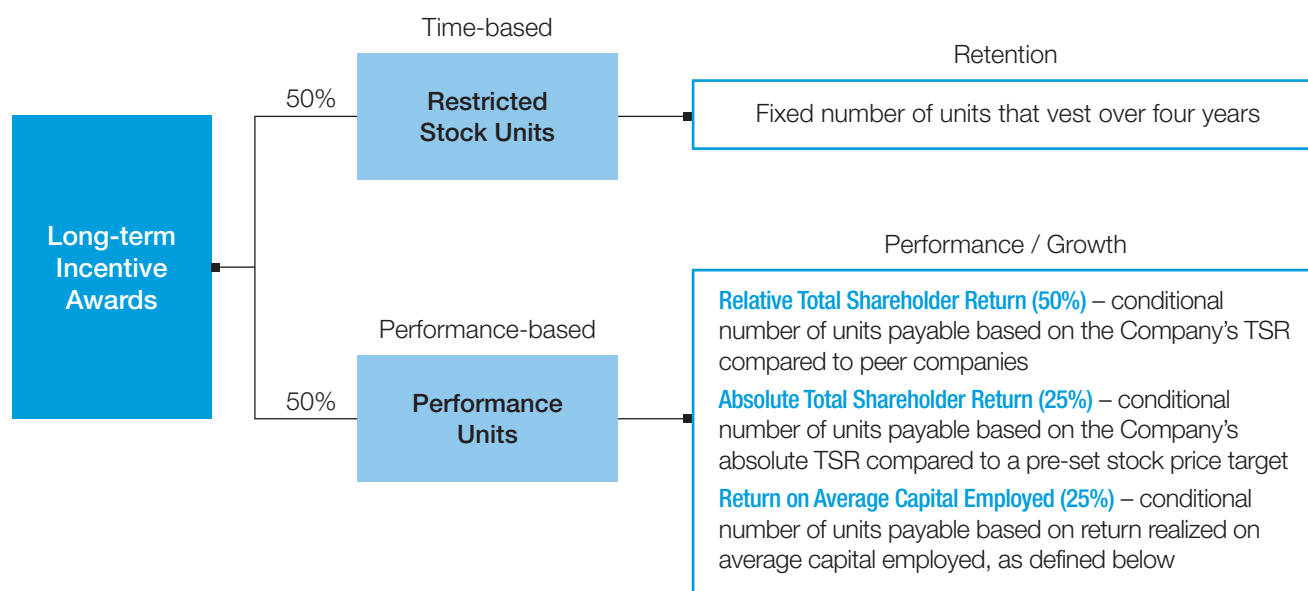 Time-based
Retention
50%
Restricted
Stock Units
Fixed number of units that vest over four years
Long-term
Incentive
Awards
Performance / Growth
Performance-based
50%
Performance
Units
Relative Total Shareholder Return (50%) – conditional
number of units payable based on the Company’s TSR
compared to peer companies
Absolute Total Shareholder Return (25%) – conditional
number of units payable based on the Company’s
absolute TSR compared to a pre-set stock price target
Return on Average Capital Employed (25%) – conditional
number of units payable based on return realized on
average capital employed, as defined below